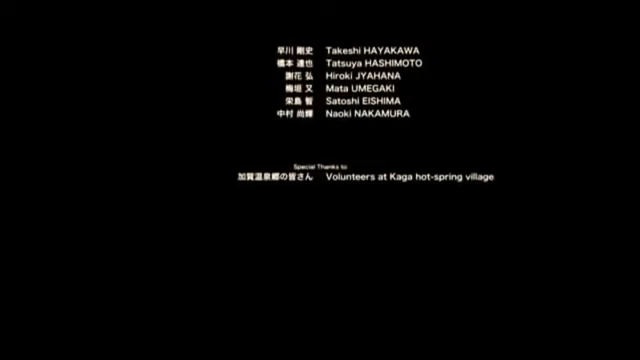 早川 剛史 Takeshi HAYAKAWA
橋本 達也 Tatsuya HASHIMOTO
謝花 弘 Hiroki JYAHANA
梅垣 又 Mata UMEGAKI
栄島 智 Satoshi EISHIMA
中村 尚輝 Naoki NAKAMURA
Special Thanks to
加賀温泉郷の皆さん Volunteers at Kaga hot-spring village